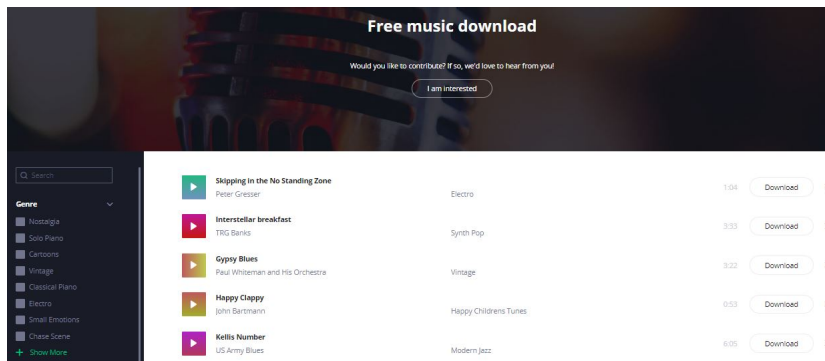 Free music download
Would you like to contribute? If so, we'd love to hear from you!
I am interested
Search
Genre
Nostalgia
Solo Piano
Cartoons
Vintage
Classical Piano
Electro
Small Emotions
Chase Scene
+ Show More
Skipping in the No Standing Zone
Peter Gresser
Electro
1:04
Download
Interstellar breakfast
TRG Banks
Synth Pop
3:33
Download
Gypsy Blues
Paul Whiteman and His Orchestra
Vintage
3:22
Download
Happy Clappy
John Bartmann
Happy Childrens Tunes
0:53
Download
Kellis Number
US Army Blues
Modern Jazz
6:05
Download